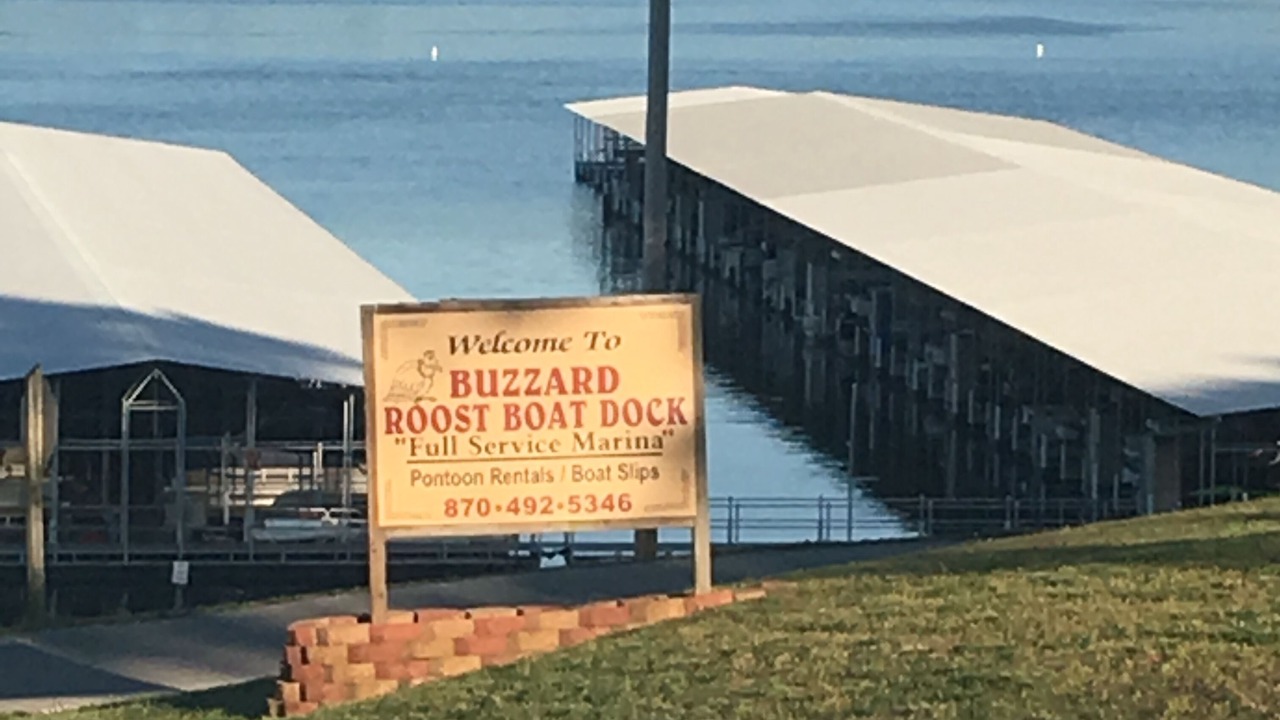 Welcome To
BUZZARD
ROOST BOAT DOCK
"Full Service Marina"
Pontoon Rentals / Boat Slips
870•492•5346